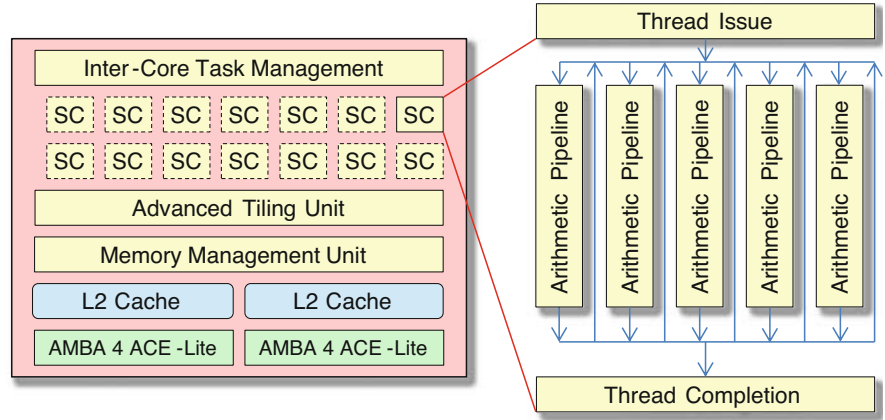 Inter-Core Task Management
SC SC SC SC SC SC SC
SC SC SC SC SC SC SC
Advanced Tiling Unit
Memory Management Unit
L2 Cache L2 Cache
AMBA 4 ACE-Lite AMBA 4 ACE-Lite
Thread Issue
Arithmetic Pipeline
Arithmetic Pipeline
Arithmetic Pipeline
Arithmetic Pipeline
Arithmetic Pipeline
Thread Completion